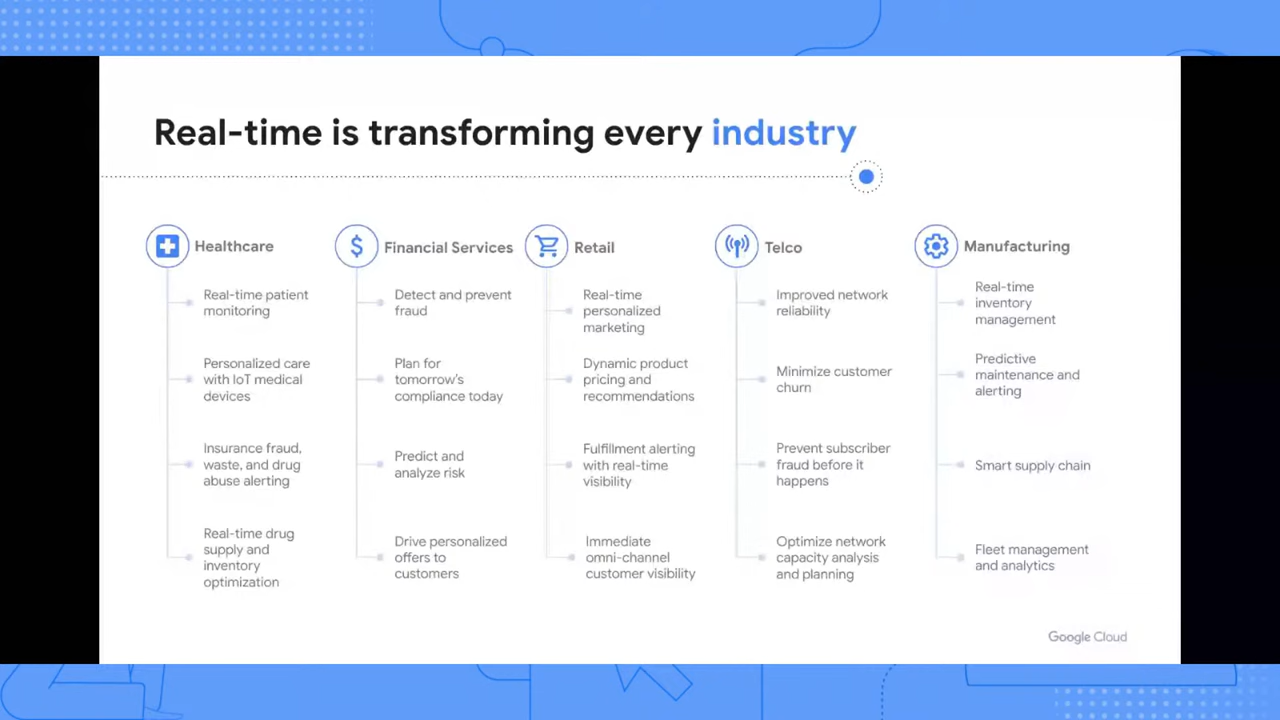 Real-time is transforming every industry
Healthcare
Real-time patient
monitoring
Personalized care
with IoT medical
devices
Insurance fraud,
waste, and drug
abuse alerting
Real-time drug
supply and
inventory
optimization
Financial Services
Detect and prevent
fraud
Plan for
tomorrow's
compliance today
Predict and
analyze risk
Drive personalized
offers to
customers
Retail
Real-time
personalized
marketing
Dynamic product
pricing and
recommendations
Fulfillment alerting
with real-time
visibility
Immediate
omni-channel
customer visibility
Telco
Improved network
reliability
Minimize customer
churn
Prevent subscriber
fraud before it
happens
Optimize network
capacity analysis
and planning
Manufacturing
Real-time
inventory
management
Predictive
maintenance and
alerting
Smart supply chain
Fleet management
and analytics
Google Cloud